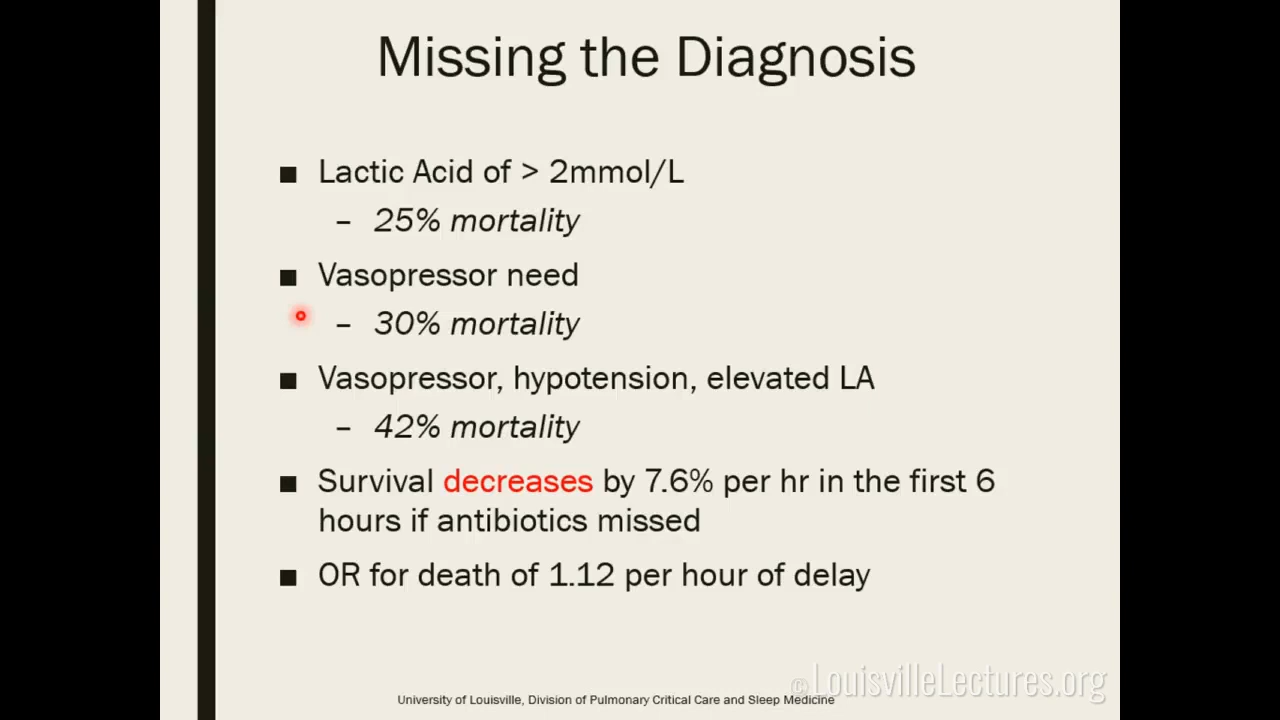 Missing the Diagnosis
■ Lactic Acid of > 2mmol/L
– 25% mortality
■ Vasopressor need
– 30% mortality
■ Vasopressor, hypotension, elevated LA
– 42% mortality
■ Survival decreases by 7.6% per hr in the first 6
hours if antibiotics missed
■ OR for death of 1.12 per hour of delay
©LouisvilleLectures.org
University of Louisville, Division of Pulmonary Critical Care and Sleep Medicine